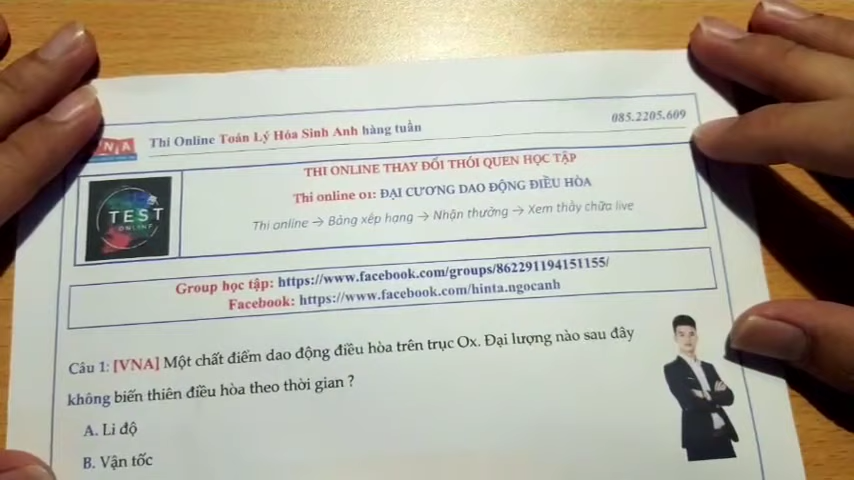 VNA
Thi Online Toán Lý Hóa Sinh Anh hàng tuần
085.2205.609
THI ONLINE THAY ĐỔI THÓI QUEN HỌC TẬP
Thi online 01: ĐẠI CƯƠNG DAO ĐỘNG ĐIỀU HÒA
Thi online → Bảng xếp hạng → Nhận thưởng → Xem thầy chữa live
TEST
ONLINE
Group học tập: https://www.facebook.com/groups/862291194151151/
Facebook: https://www.facebook.com/hinta.ngocanh
Câu 1: [VNA] Một chất điểm dao động điều hòa trên trục Ox. Đại lượng nào sau đây
không biến thiên điều hòa theo thời gian?
A. Li độ
B. Vận tốc